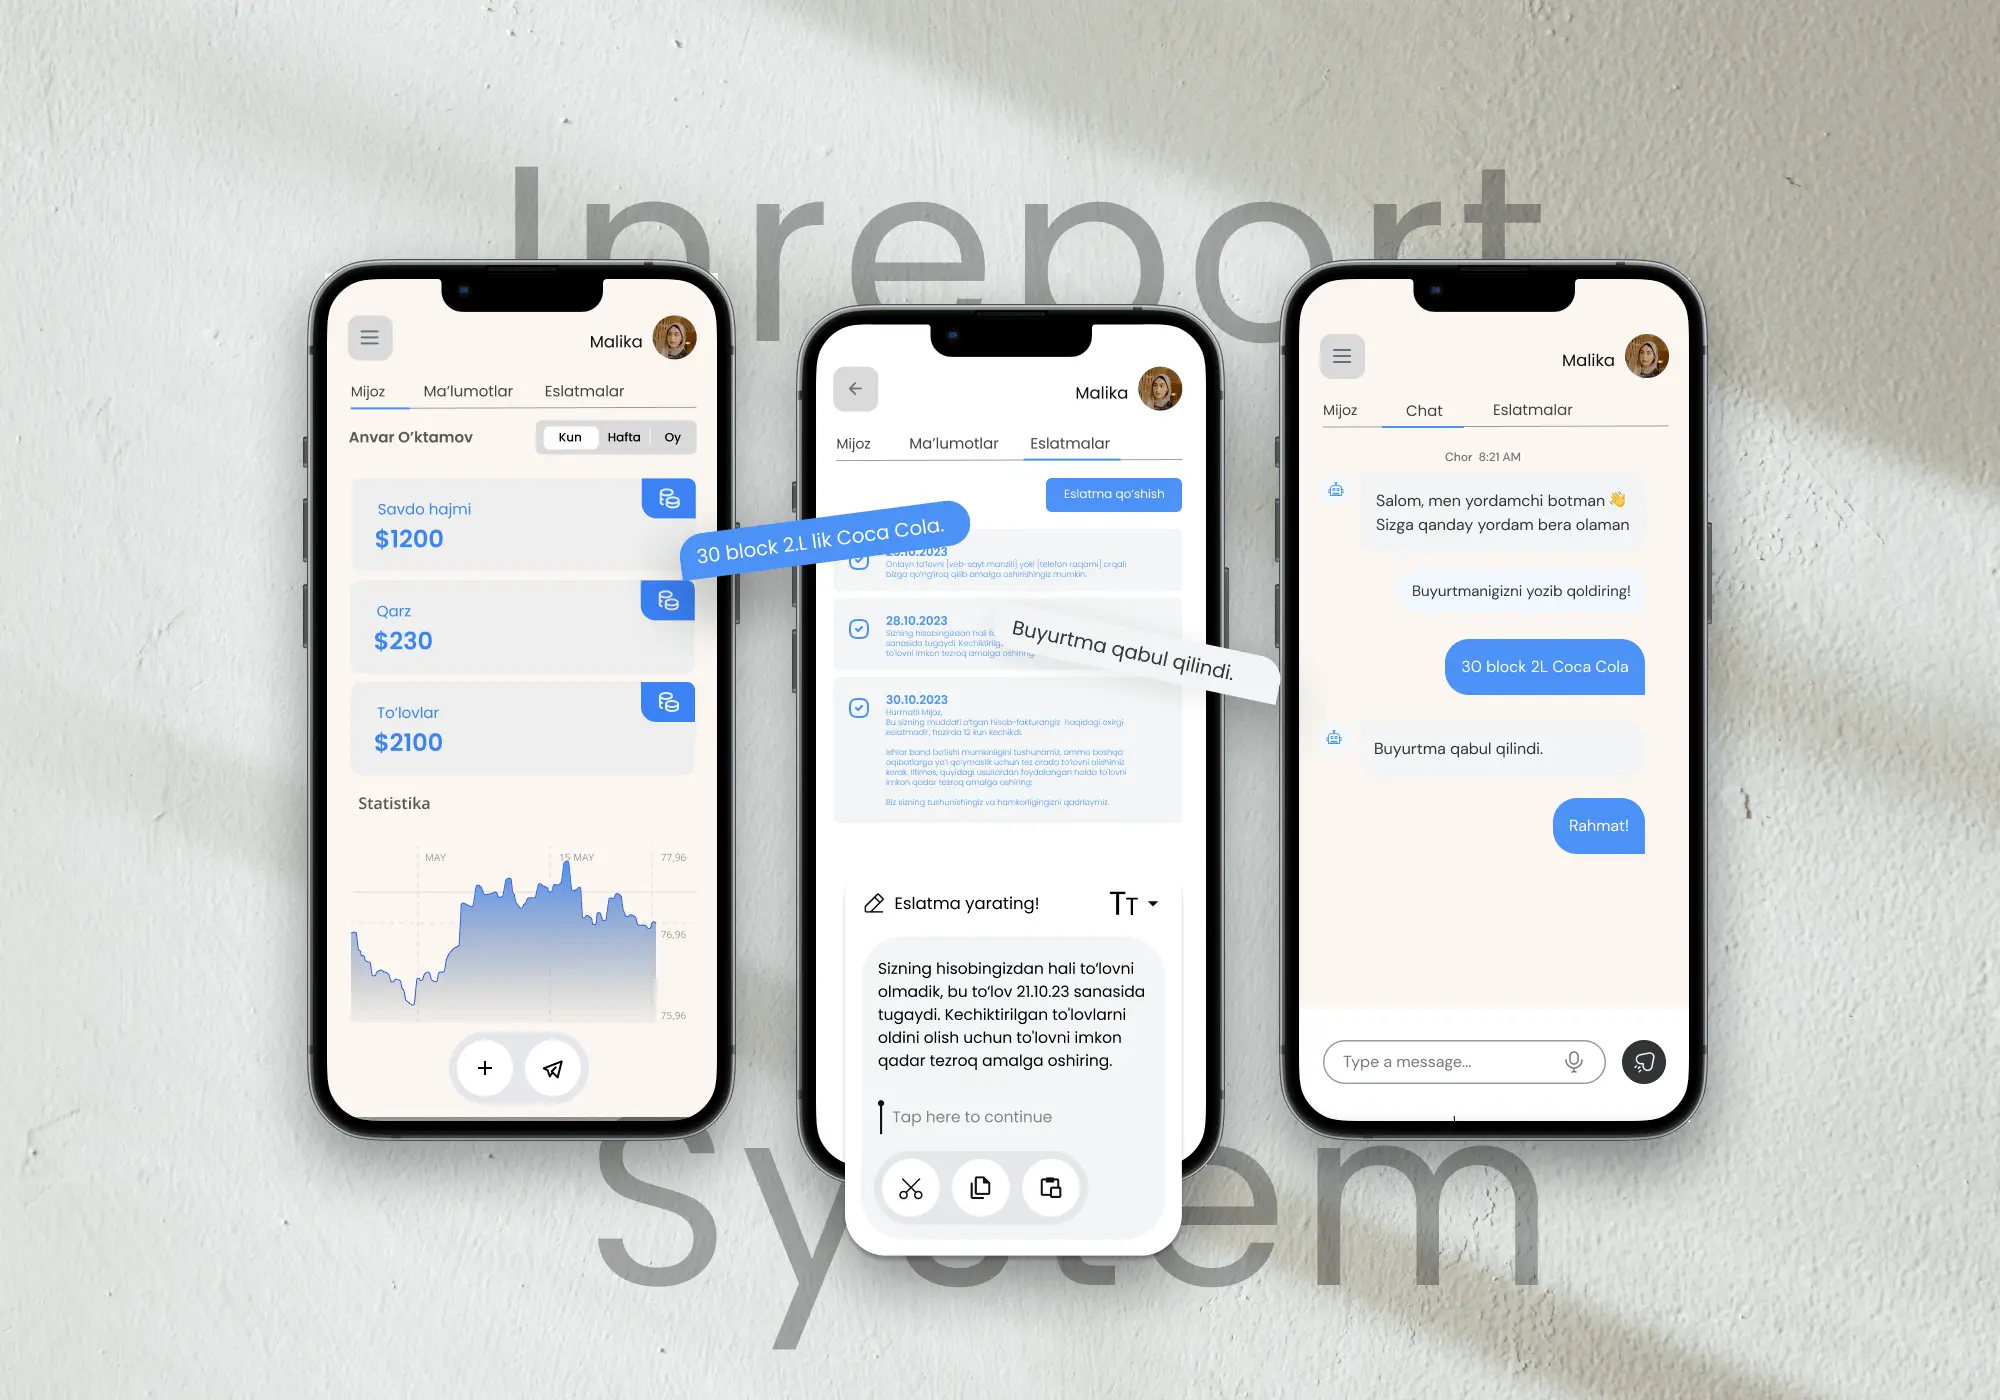 Inreport
System
Malika
Mijoz
Ma’lumotlar
Eslatmalar
Anvar O’ktamov
Kun
Hafta
Oy
Savdo hajmi
$1200
Qarz
$230
To’lovlar
$2100
Statistika
MAY
15 MAY
77,96
76,96
75,96
30 block 2.L lik Coca Cola.
Malika
Mijoz
Ma’lumotlar
Eslatmalar
Eslatma qo’shish
Onlayn to’lovni [veb-sayt manzili] yoki [telefon raqami] orqali
bizga qo’ng’iroq qilib amalga oshirishingiz mumkin.
28.10.2023
Sizning hisobingizdan hali
sanasida tugaydi.
to’lovni imkon tezroq amalga oshiring.
Buyurtma qabul qilindi.
30.10.2023
Hurmatli Mijoz,
Bu sizning muddati o’tgan hisob-fakturangiz haqidagi oxirgi
eslatmadir, hozirda 12 kun kechikdi.
Ishlar band bo’lishi mumkinligini tushunamiz, ammo boshqa
oqibatlarga yo’l qo’ymaslik uchun tez orada to’lovni olishimiz
kerak. Iltimos, quyidagi usullardan foydalangan holda to’lovni
imkon qadar tezroq amalga oshiring:
Biz sizning tushunishingiz va hamkorligingizni qadrlaymiz.
Eslatma yarating!
TT
Sizning hisobingizdan hali to’lovni
olmadik, bu to’lov 21.10.23 sanasida
tugaydi. Kechiktirilgan to'lovlarni
oldini olish uchun to'lovni imkon
qadar tezroq amalga oshiring.
Tap here to continue
Malika
Mijoz
Chat
Eslatmalar
Chor 8:21 AM
Salom, men yordamchi botman 👋
Sizga qanday yordam bera olaman
Buyurtmanigizni yozib qoldiring!
30 block 2L Coca Cola
Buyurtma qabul qilindi.
Rahmat!
Type a message...